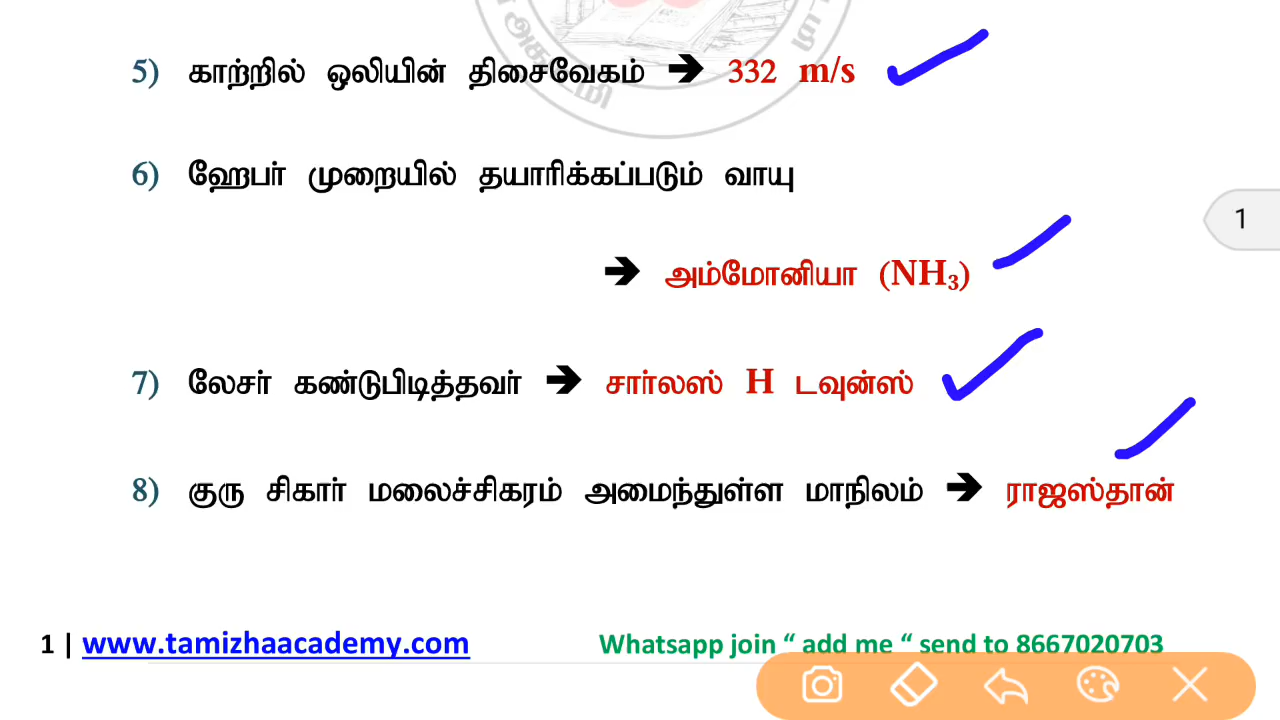 5) காற்றில் ஒலியின் திசைவேகம் ➔ 332 m/s
6) ஹேபர் முறையில் தயாரிக்கப்படும் வாயு
➔ அம்மோனியா (NH₃)
7) லேசர் கண்டுபிடித்தவர் ➔ சார்லஸ் H டவுன்ஸ்
8) குரு சிகார் மலைச்சிகரம் அமைந்துள்ள மாநிலம் ➔ ராஜஸ்தான்
1
1 | www.tamizhaacademy.com Whatsapp join “ add me “ send to 8667020703